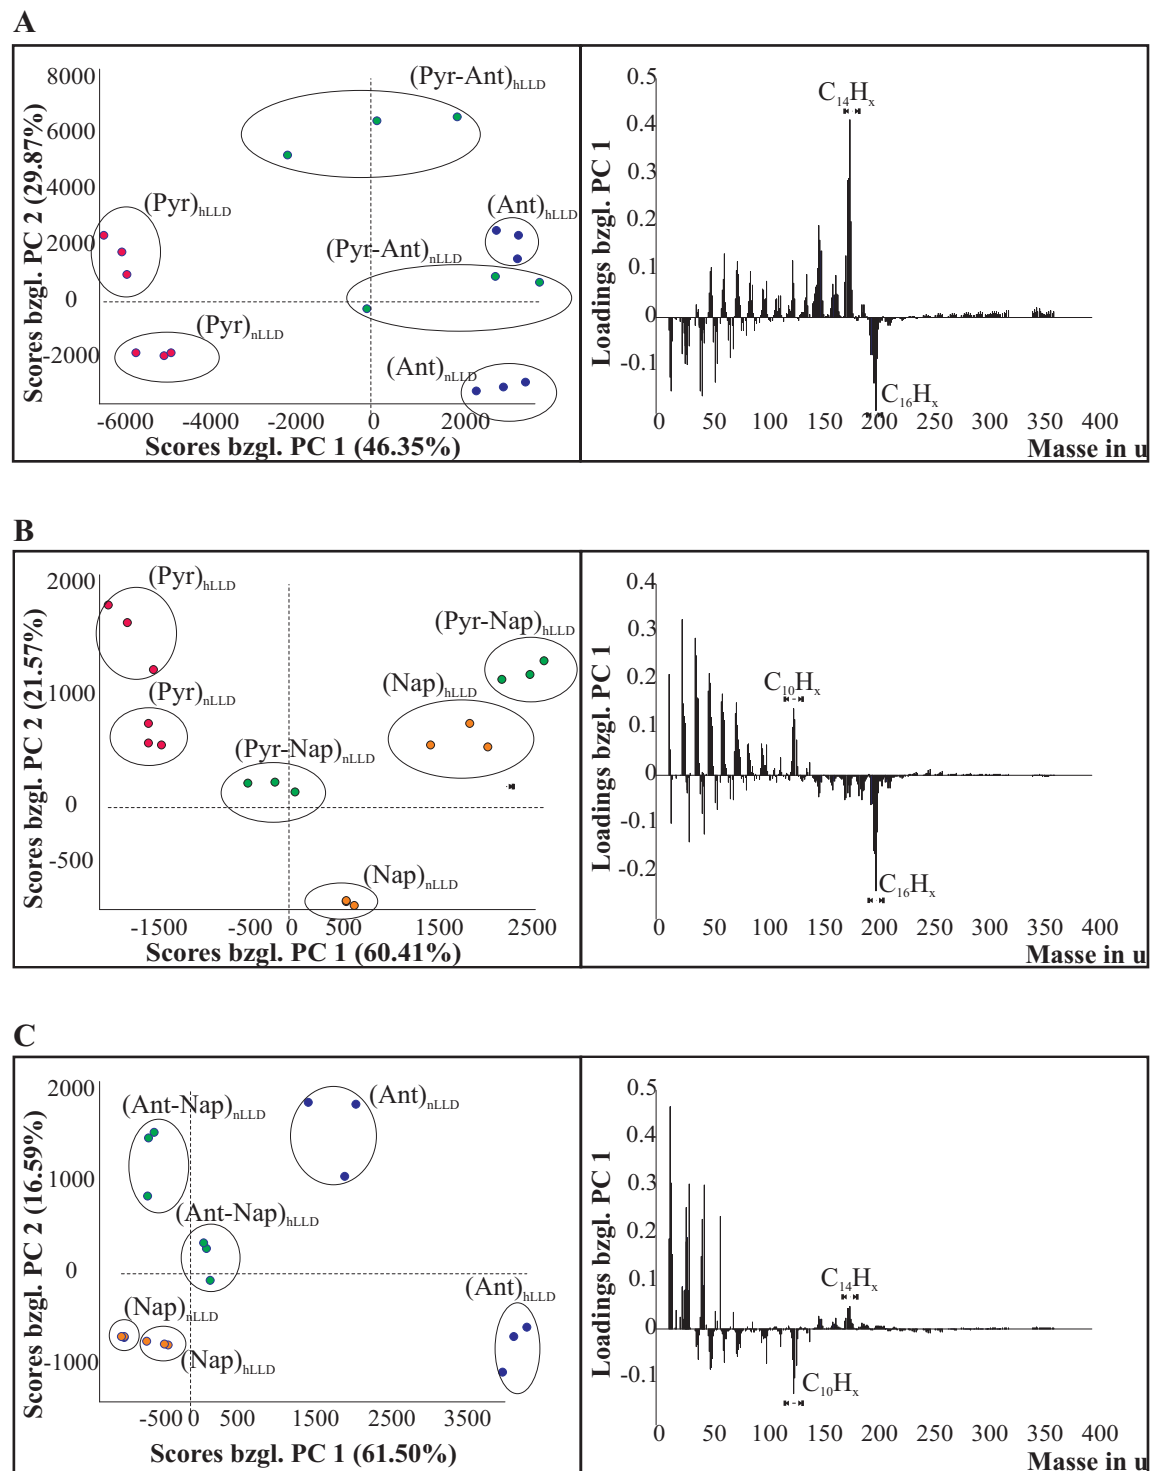 A
8000
6000
4000
2000
0
-2000
Scores bzgl. PC 2 (29.87%)
(Pyr-Ant)hLLD
(Pyr)hLLD
(Ant)hLLD
(Pyr-Ant)nLLD
(Pyr)nLLD
(Ant)nLLD
-6000 -4000 -2000 0 2000
Scores bzgl. PC 1 (46.35%)
0.5
0.4
0.3
0.2
0.1
0
-0.1
Loadings bzgl. PC 1
C14Hx
C16Hx
0 50 100 150 200 250 300 350 400
Masse in u
B
2000
1000
0
-500
Scores bzgl. PC 2 (21.57%)
(Pyr)hLLD
(Pyr-Nap)hLLD
(Pyr)nLLD
(Nap)hLLD
(Pyr-Nap)nLLD
(Nap)nLLD
-1500 -500 0 500 1500 2500
Scores bzgl. PC 1 (60.41%)
0.4
0.3
0.2
0.1
0
-0.1
-0.2
Loadings bzgl. PC 1
C10Hx
C16Hx
0 50 100 150 200 250 300 350 400
Masse in u
C
2000
1000
0
-1000
Scores bzgl. PC 2 (16.59%)
(Ant-Nap)nLLD
(Ant)nLLD
(Ant-Nap)hLLD
(Ant)hLLD
(Nap)nLLD
(Nap)hLLD
-500 0 500 1500 2500 3500
Scores bzgl. PC 1 (61.50%)
0.5
0.4
0.3
0.2
0.1
0
-0.1
Loadings bzgl. PC 1
C14Hx
C10Hx
0 50 100 150 200 250 300 350 400
Masse in u